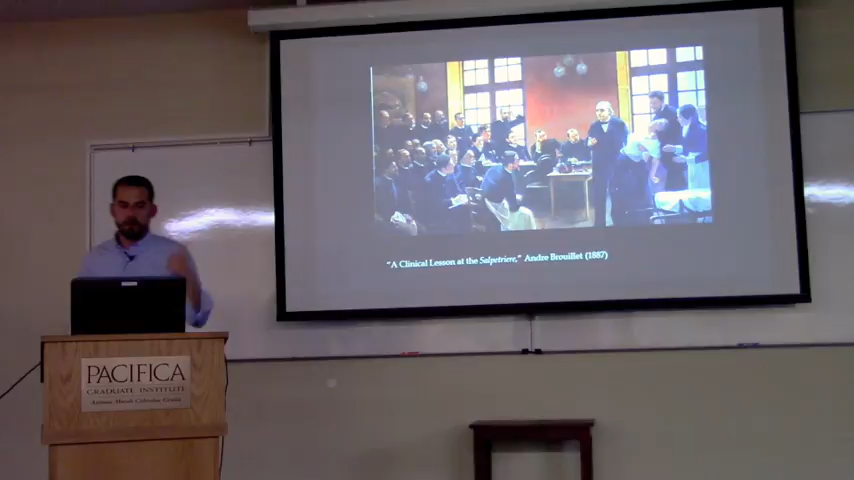 "A Clinical Lesson at the Salpetriere," Andre Brouillet (1887)
PACIFICA
GRADUATE INSTITUTE